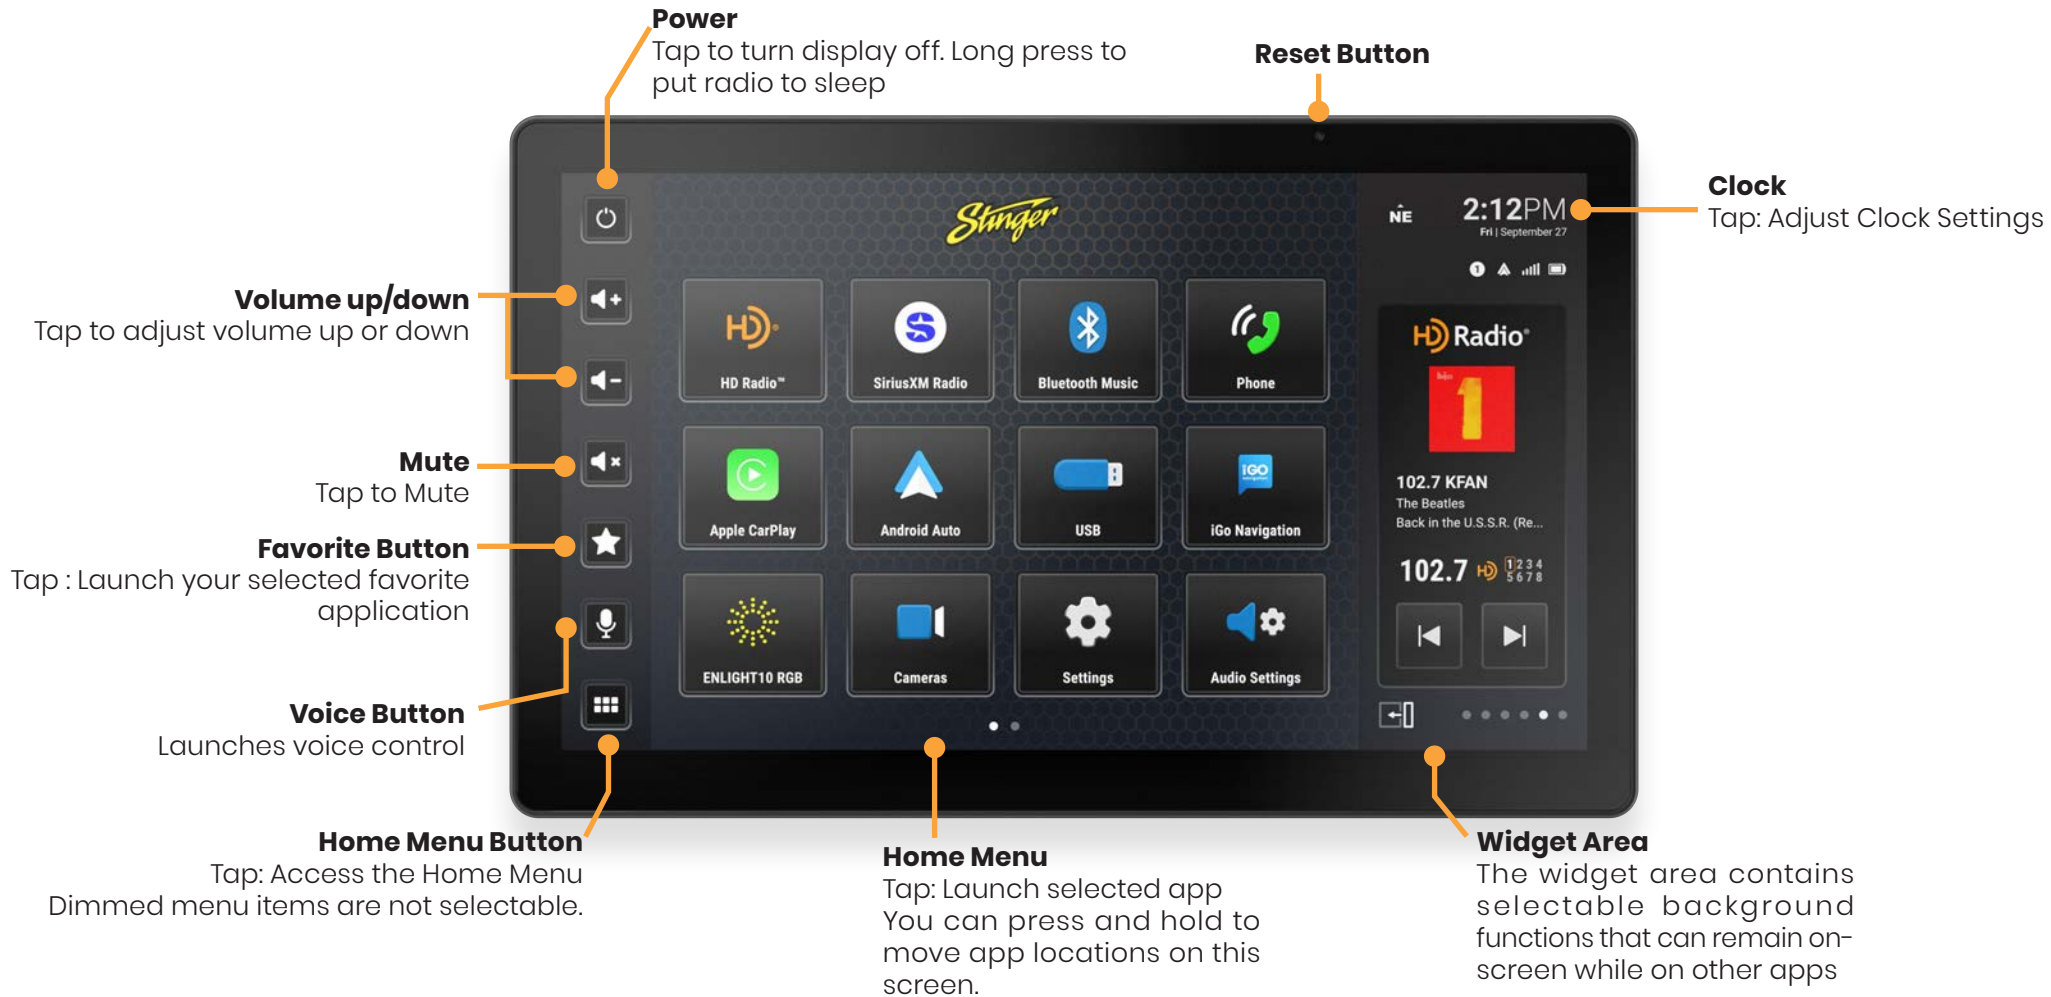 Power
Tap to turn display off. Long press to
put radio to sleep
Reset Button
Clock
Tap: Adjust Clock Settings
Volume up/down
Tap to adjust volume up or down
Mute
Tap to Mute
Favorite Button
Tap : Launch your selected favorite
application
Voice Button
Launches voice control
Home Menu Button
Tap: Access the Home Menu
Dimmed menu items are not selectable.
Stinger
HD Radio™
SiriusXM Radio
Bluetooth Music
Phone
Apple CarPlay
Android Auto
USB
iGO
navigation
iGo Navigation
ENLIGHT10 RGB
Cameras
Settings
Audio Settings
NE
2:12PM
Fri | September 27
1
HD Radio®
1
102.7 KFAN
The Beatles
Back in the U.S.S.R. (Re...
102.7 HD 1 2 3 4
5 6 7 8
Home Menu
Tap: Launch selected app
You can press and hold to
move app locations on this
screen.
Widget Area
The widget area contains
selectable background
functions that can remain on-
screen while on other apps